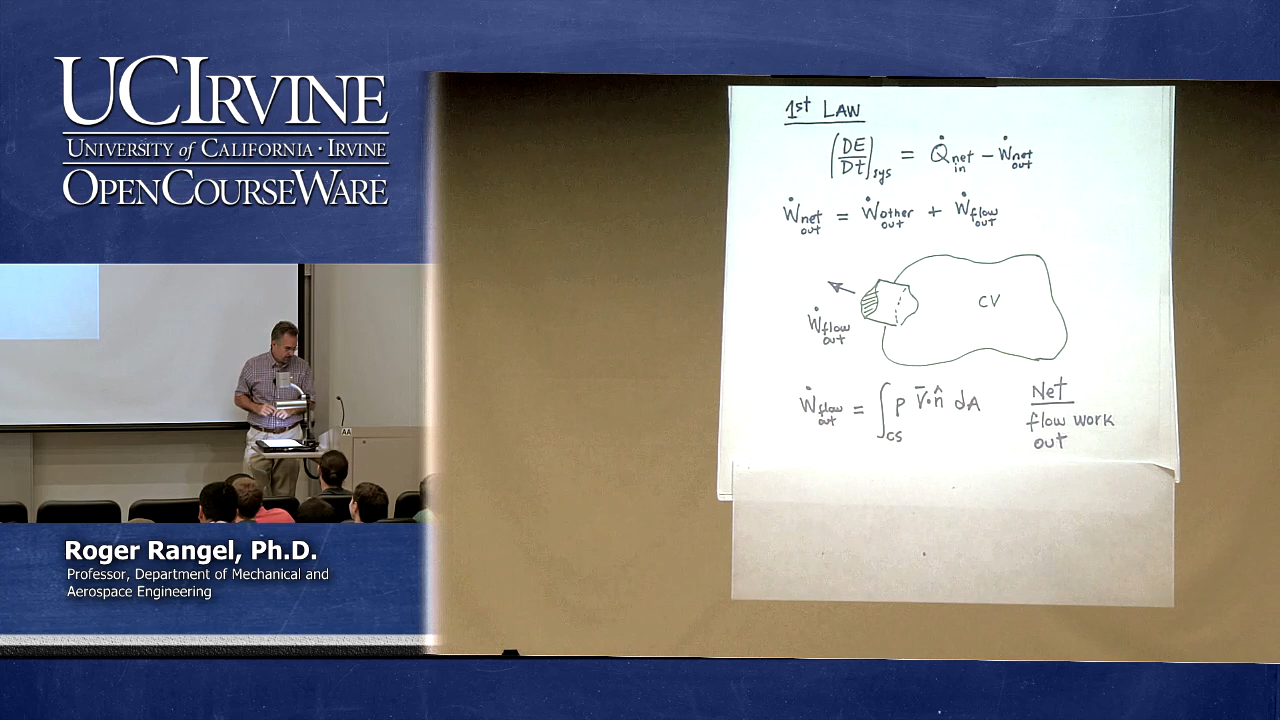 UCIRVINE
UNIVERSITY of CALIFORNIA · IRVINE
OPENCOURSEWARE
1st LAW
(DE/Dt)sys = Q̇net in − Ẇnet out
Ẇnet out = Ẇother out + Ẇflow out
CV
Ẇflow out
Ẇflow out = ∫CS p V̄·n̂ dA
Net
flow work
out
AA
Roger Rangel, Ph.D.
Professor, Department of Mechanical and
Aerospace Engineering